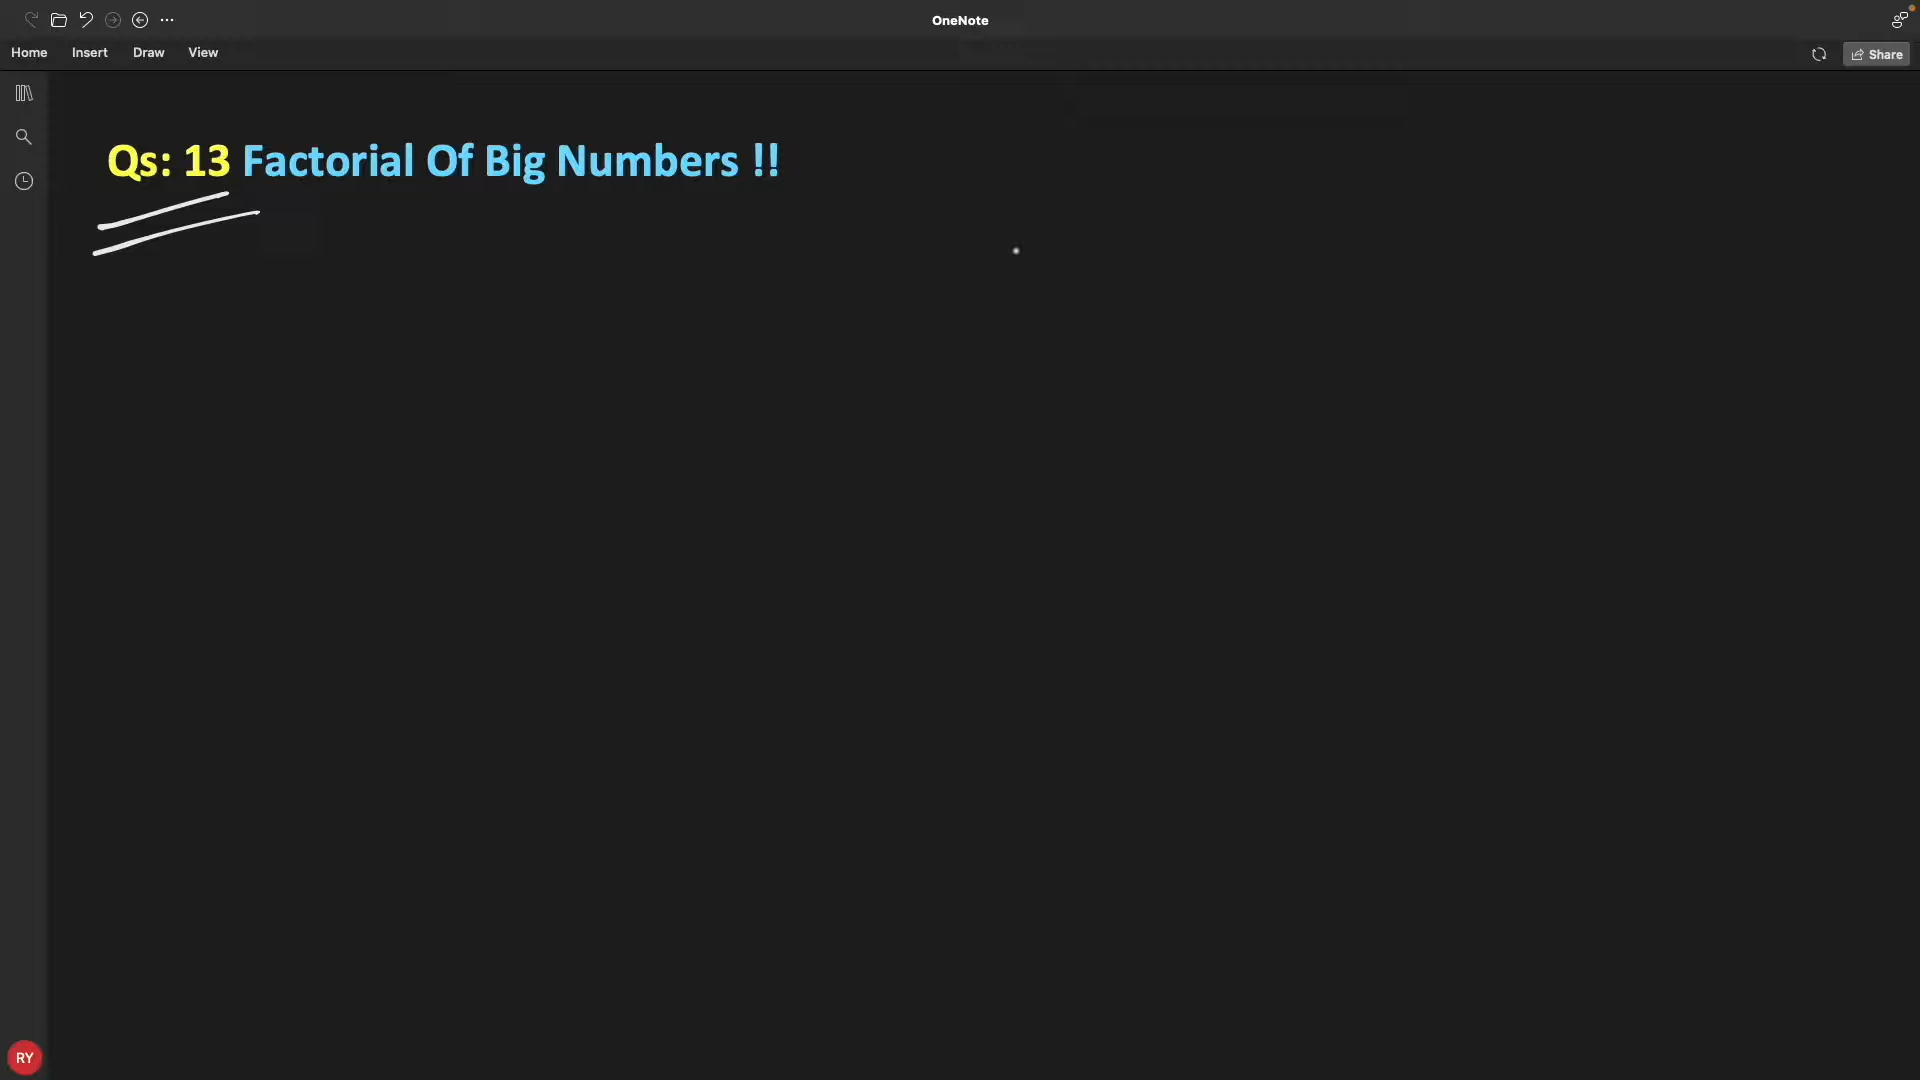 OneNote
Home Insert Draw View
Share
Qs: 13 Factorial Of Big Numbers !!
RY